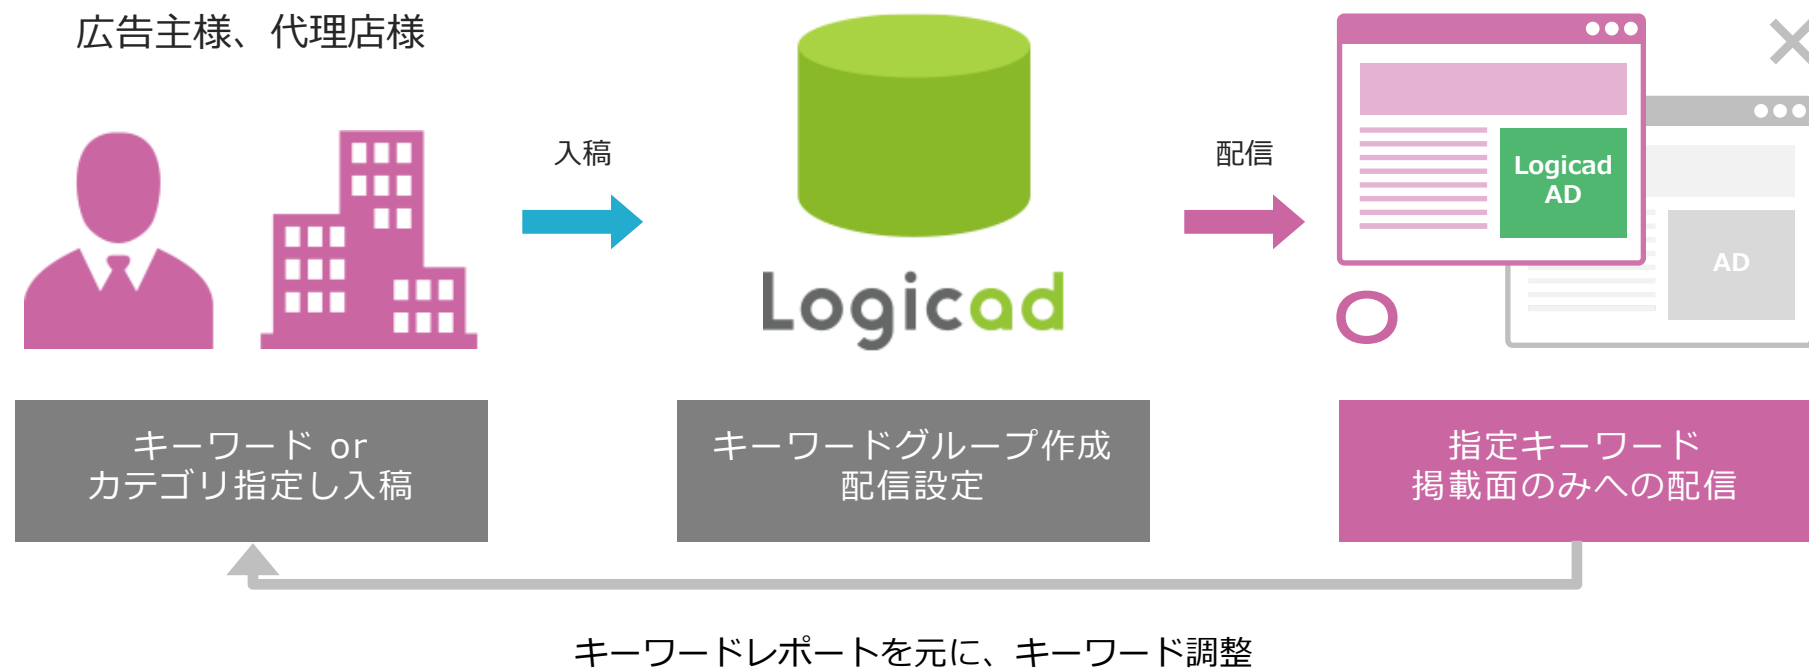 広告主様、代理店様
入稿
配信
Logicad
AD
AD
Logicad
キーワード or
カテゴリ指定し入稿
キーワードグループ作成
配信設定
指定キーワード
掲載面のみへの配信
キーワードレポートを元に、キーワード調整